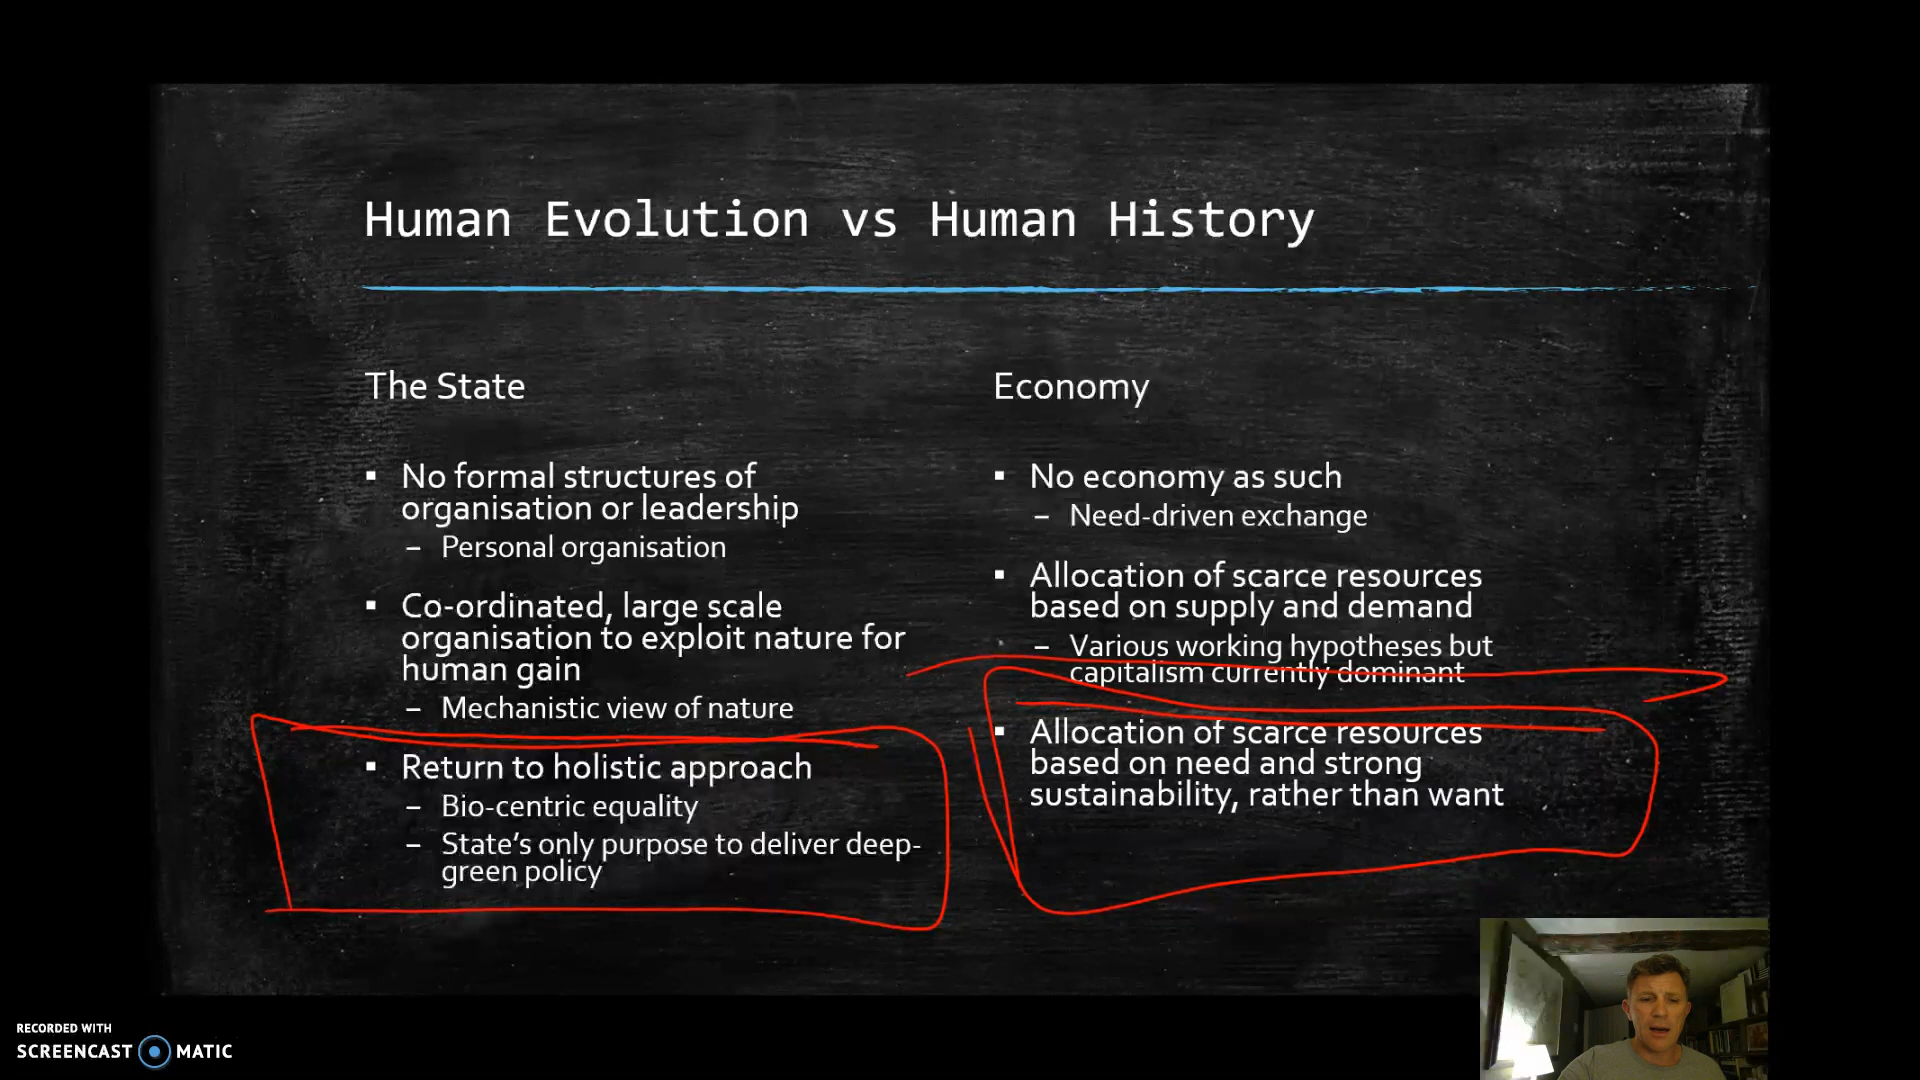 Human Evolution vs Human History
The State
▪ No formal structures of
organisation or leadership
– Personal organisation
▪ Co-ordinated, large scale
organisation to exploit nature for
human gain
– Mechanistic view of nature
▪ Return to holistic approach
– Bio-centric equality
– State’s only purpose to deliver deep-
green policy
Economy
▪ No economy as such
– Need-driven exchange
▪ Allocation of scarce resources
based on supply and demand
– Various working hypotheses but
capitalism currently dominant
▪ Allocation of scarce resources
based on need and strong
sustainability, rather than want
RECORDED WITH
SCREENCAST MATIC